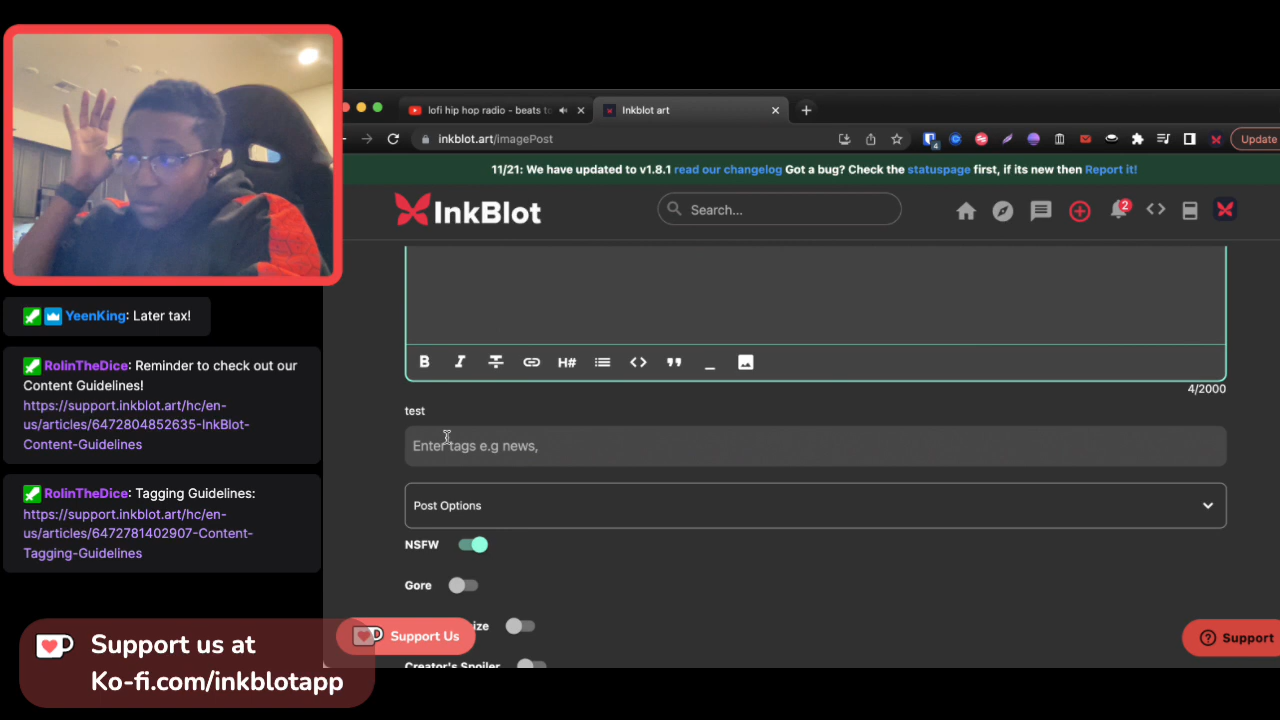 lofi hip hop radio - beats to
Inkblot art
inkblot.art/imagePost
4
Update
11/21: We have updated to v1.8.1 read our changelog Got a bug? Check the statuspage first, if its new then Report it!
InkBlot
Search...
2
B I S H# <> _
4/2000
test
Enter tags e.g news,
Post Options
NSFW
Gore
ize
Creator's Spoiler
Support Us
Support
YeenKing: Later tax!
RolinTheDice: Reminder to check out our
Content Guidelines!
https://support.inkblot.art/hc/en-
us/articles/6472804852635-InkBlot-
Content-Guidelines
RolinTheDice: Tagging Guidelines:
https://support.inkblot.art/hc/en-
us/articles/6472781402907-Content-
Tagging-Guidelines
Support us at
Ko-fi.com/inkblotapp